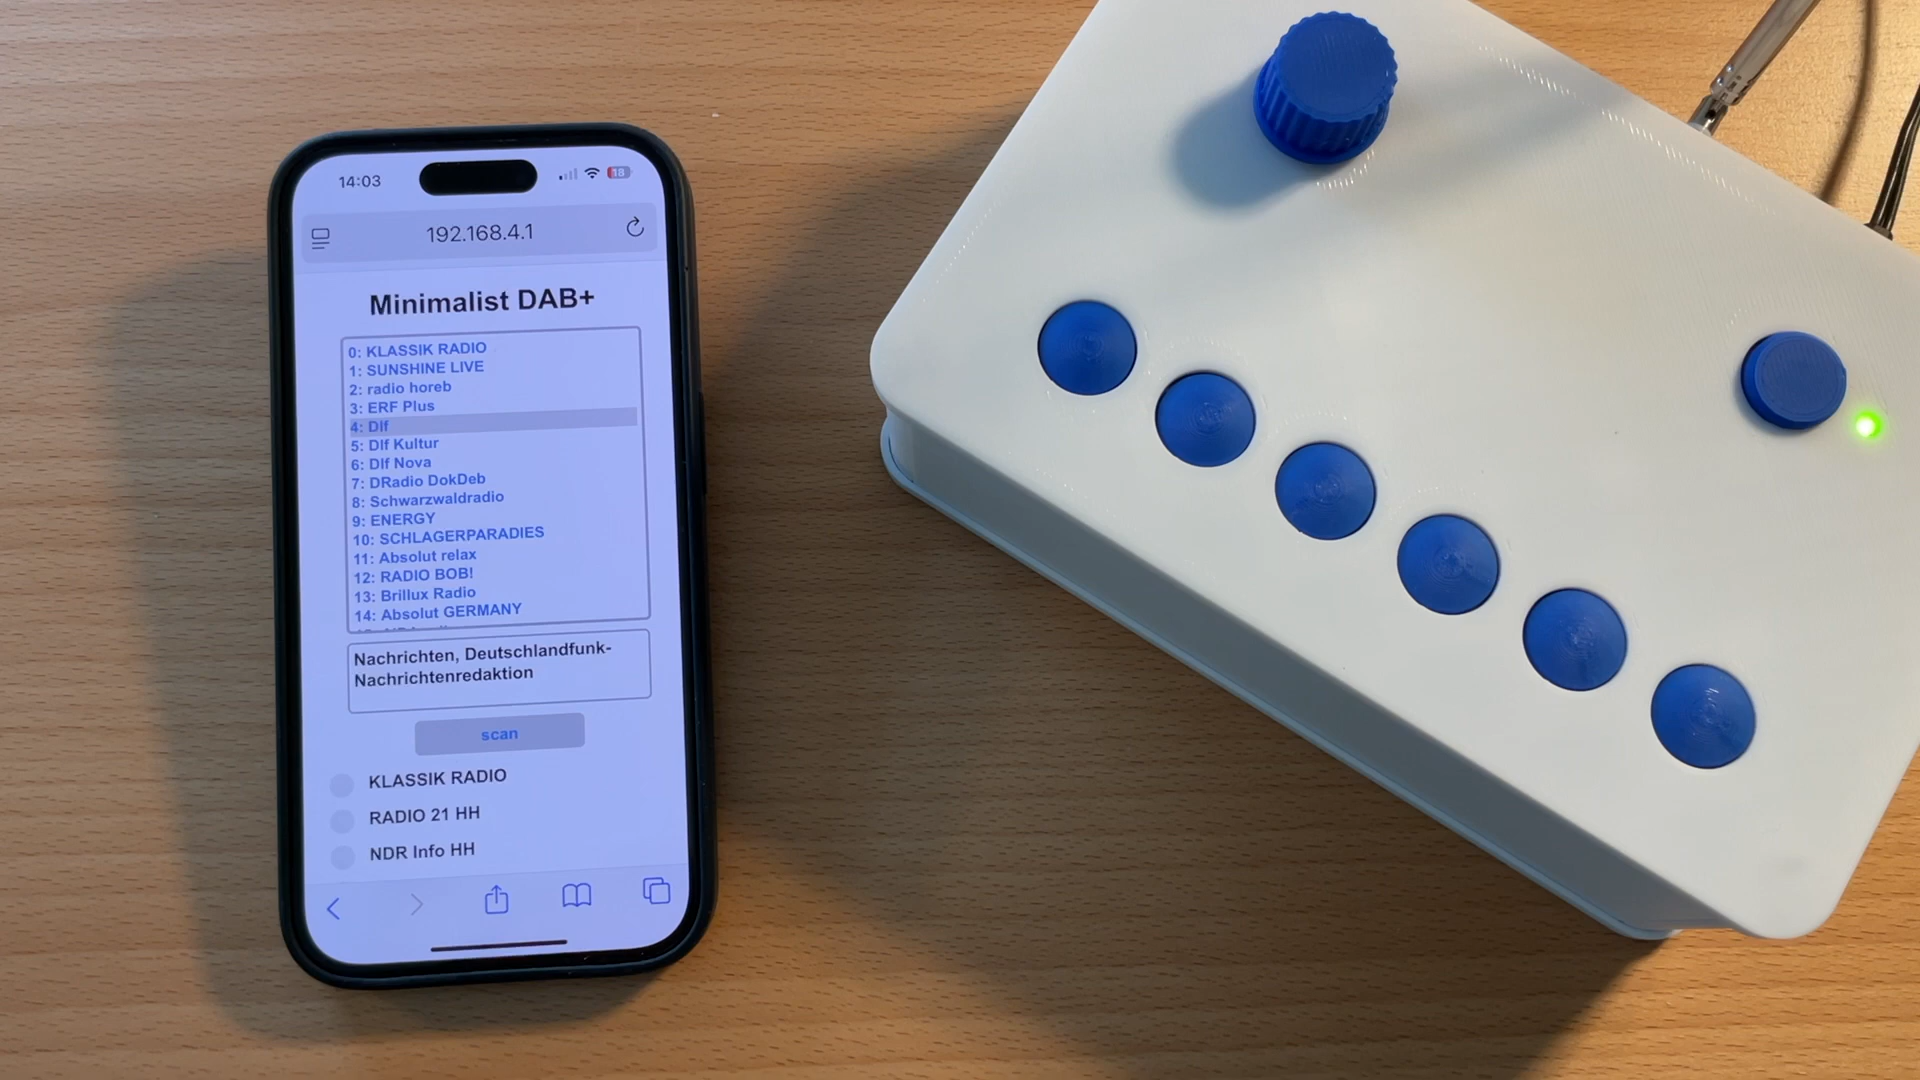 14:03
18
192.168.4.1
Minimalist DAB+
0: KLASSIK RADIO
1: SUNSHINE LIVE
2: radio horeb
3: ERF Plus
4: Dlf
5: Dlf Kultur
6: Dlf Nova
7: DRadio DokDeb
8: Schwarzwaldradio
9: ENERGY
10: SCHLAGERPARADIES
11: Absolut relax
12: RADIO BOB!
13: Brillux Radio
14: Absolut GERMANY
Nachrichten, Deutschlandfunk-
Nachrichtenredaktion
scan
KLASSIK RADIO
RADIO 21 HH
NDR Info HH